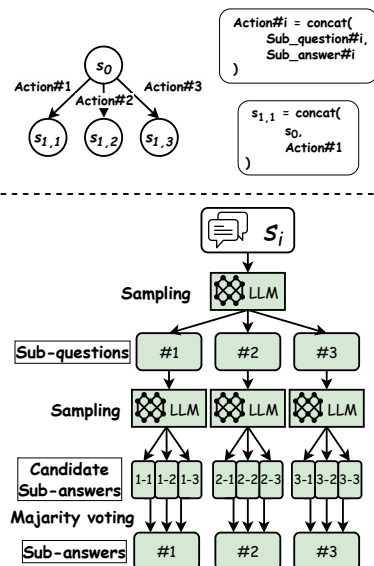 s0
Action#1
Action#2
Action#3
s1,1
s1,2
s1,3
Action#i = concat(
Sub_question#i,
Sub_answer#i
)
s1,1 = concat(
s0,
Action#1
)
si
Sampling
LLM
Sub-questions
#1
#2
#3
Sampling
LLM
LLM
LLM
Candidate
Sub-answers
1-1
1-2
1-3
2-1
2-2
2-3
3-1
3-2
3-3
Majarity voting
Sub-answers
#1
#2
#3